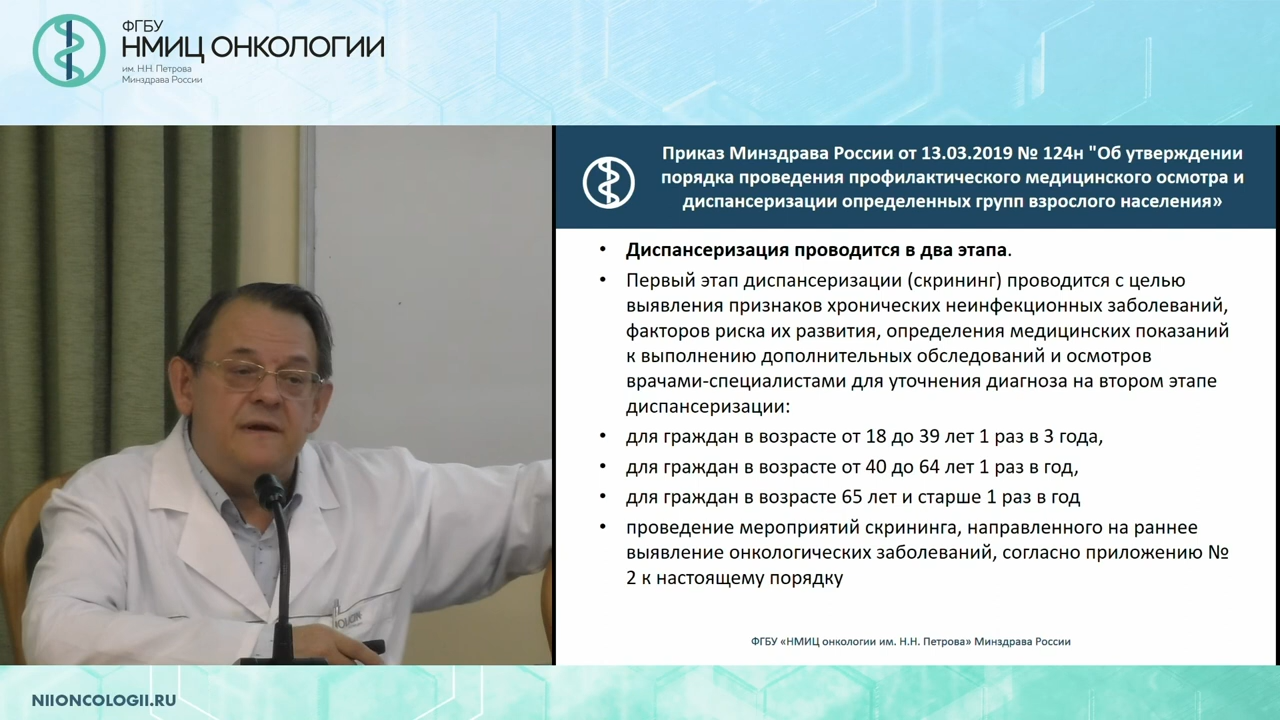 ФГБУ
НМИЦ ОНКОЛОГИИ
им. Н.Н. Петрова
Минздрава России
Приказ Минздрава России от 13.03.2019 № 124н "Об утверждении
порядка проведения профилактического медицинского осмотра и
диспансеризации определенных групп взрослого населения»
• Диспансеризация проводится в два этапа.
• Первый этап диспансеризации (скрининг) проводится с целью
выявления признаков хронических неинфекционных заболеваний,
факторов риска их развития, определения медицинских показаний
к выполнению дополнительных обследований и осмотров
врачами-специалистами для уточнения диагноза на втором этапе
диспансеризации:
• для граждан в возрасте от 18 до 39 лет 1 раз в 3 года,
• для граждан в возрасте от 40 до 64 лет 1 раз в год,
• для граждан в возрасте 65 лет и старше 1 раз в год
• проведение мероприятий скрининга, направленного на раннее
выявление онкологических заболеваний, согласно приложению №
2 к настоящему порядку
ФГБУ «НМИЦ онкологии им. Н.Н. Петрова» Минздрава России
NIIONCOLOGII.RU